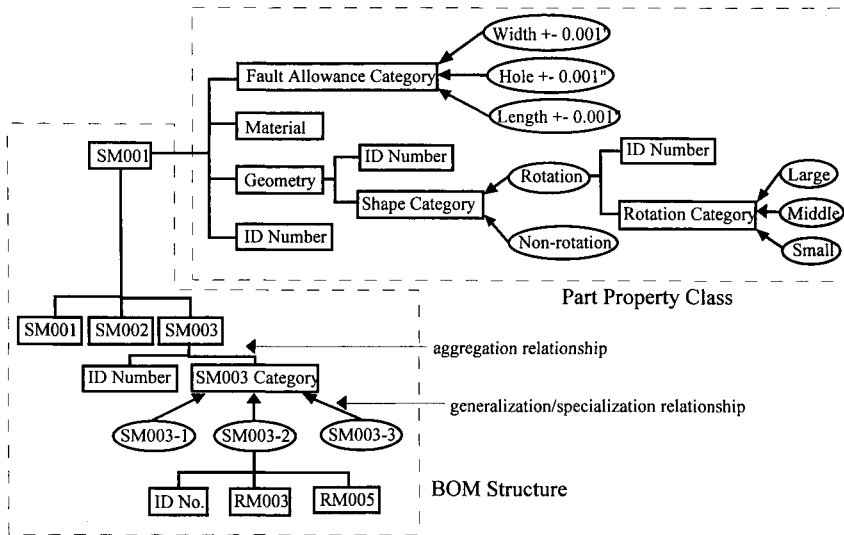 Width +- 0.001"
Fault Allowance Category
Hole +- 0.001"
Length +- 0.001"
Material
SM001
ID Number
ID Number
Geometry
Rotation
Large
Shape Category
Rotation Category
Middle
ID Number
Non-rotation
Small
Part Property Class
SM001
SM002
SM003
aggregation relationship
ID Number
SM003 Category
generalization/specialization relationship
SM003-1
SM003-2
SM003-3
ID No.
RM003
RM005
BOM Structure